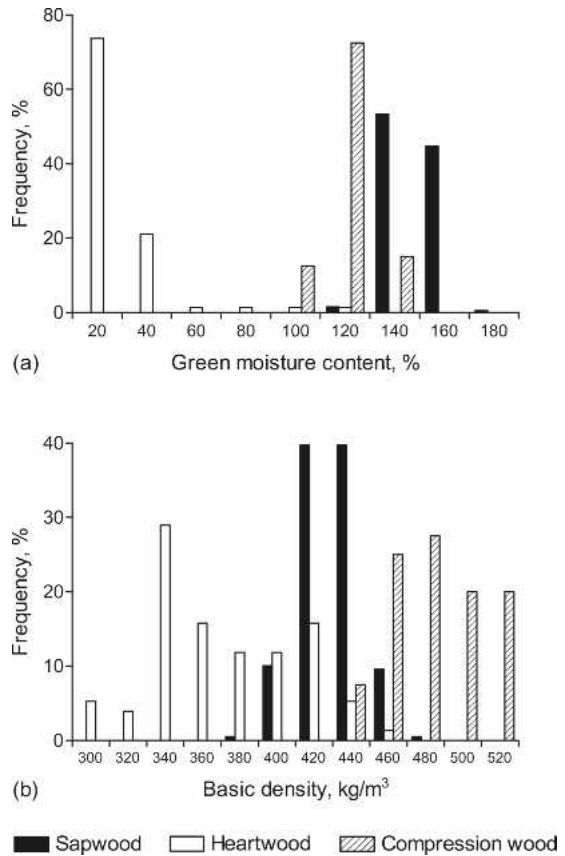 80
60
40
20
0
Frequency, %
20 40 60 80 100 120 140 160 180
(a) Green moisture content, %
40
30
20
10
0
Frequency, %
300 320 340 360 380 400 420 440 460 480 500 520
(b) Basic density, kg/m³
Sapwood Heartwood Compression wood